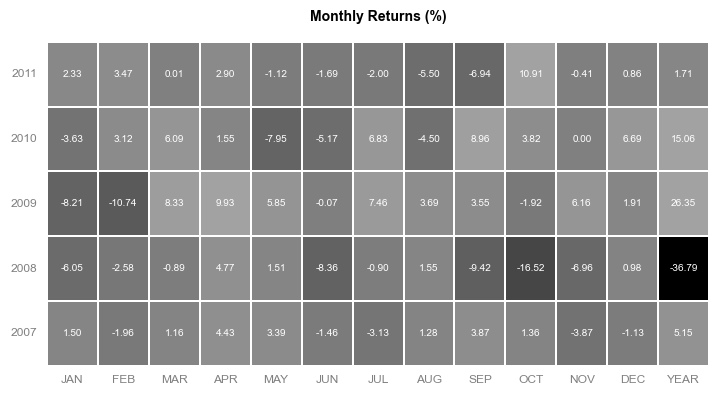 Monthly Returns (%)
2011 2.33 3.47 0.01 2.90 -1.12 -1.69 -2.00 -5.50 -6.94 10.91 -0.41 0.86 1.71
2010 -3.63 3.12 6.09 1.55 -7.95 -5.17 6.83 -4.50 8.96 3.82 0.00 6.69 15.06
2009 -8.21 -10.74 8.33 9.93 5.85 -0.07 7.46 3.69 3.55 -1.92 6.16 1.91 26.35
2008 -6.05 -2.58 -0.89 4.77 1.51 -8.36 -0.90 1.55 -9.42 -16.52 -6.96 0.98 -36.79
2007 1.50 -1.96 1.16 4.43 3.39 -1.46 -3.13 1.28 3.87 1.36 -3.87 -1.13 5.15
JAN FEB MAR APR MAY JUN JUL AUG SEP OCT NOV DEC YEAR